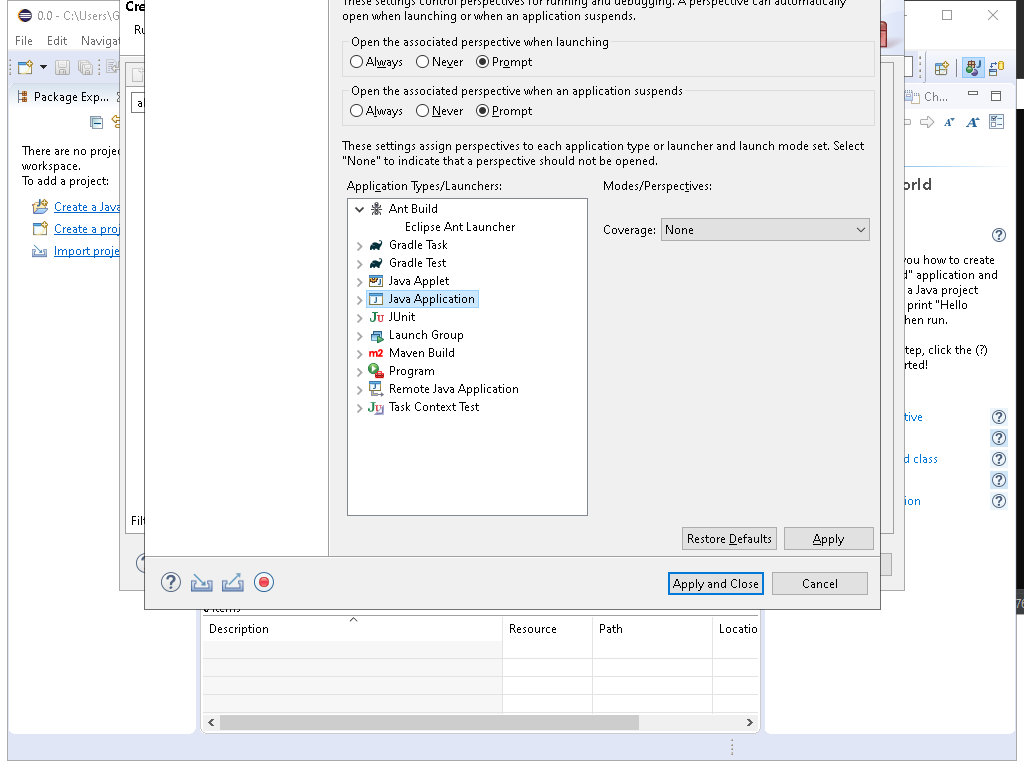 0.0 - C:\Users\G
Cre
File Edit Naviga
Ru
These settings control perspectives for running and debugging. A perspective can automatically
open when launching or when an application suspends.
Open the associated perspective when launching
Always Never Prompt
Open the associated perspective when an application suspends
Always Never Prompt
These settings assign perspectives to each application type or launcher and launch mode set. Select
"None" to indicate that a perspective should not be opened.
Application Types/Launchers:
Modes/Perspectives:
Ant Build
Eclipse Ant Launcher
Gradle Task
Gradle Test
Java Applet
Java Application
JUnit
Launch Group
Maven Build
Program
Remote Java Application
Task Context Test
Coverage: None
Restore Defaults Apply
Apply and Close Cancel
Package Exp...
There are no proje
workspace.
To add a project:
Create a Java
Create a proj
Import proje
Filt
Ch...
orld
you how to create
d" application and
a Java project
print "Hello
hen run.
tep, click the (?)
rted!
tive
d class
ion
0 items
Description Resource Path Locatio
76